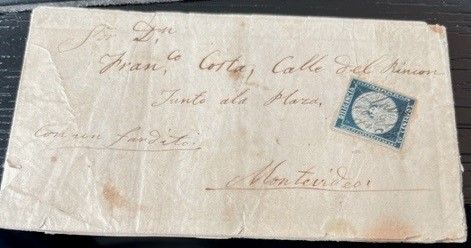 Sr. Dn
Fran.co Costa, Calle del Rincon
Junto ala Plaza,
con un fardito.
Montevideo.